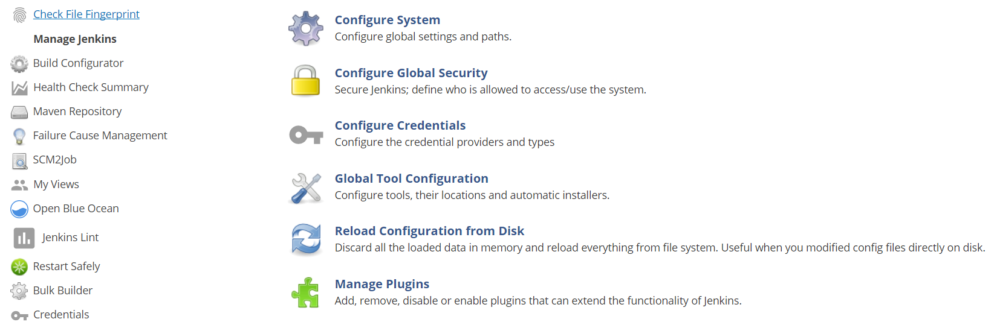 Check File Fingerprint
Manage Jenkins
Build Configurator
Health Check Summary
Maven Repository
Failure Cause Management
SCM2Job
My Views
Open Blue Ocean
Jenkins Lint
Restart Safely
Bulk Builder
Credentials
Configure System
Configure global settings and paths.
Configure Global Security
Secure Jenkins; define who is allowed to access/use the system.
Configure Credentials
Configure the credential providers and types
Global Tool Configuration
Configure tools, their locations and automatic installers.
Reload Configuration from Disk
Discard all the loaded data in memory and reload everything from file system. Useful when you modified config files directly on disk.
Manage Plugins
Add, remove, disable or enable plugins that can extend the functionality of Jenkins.